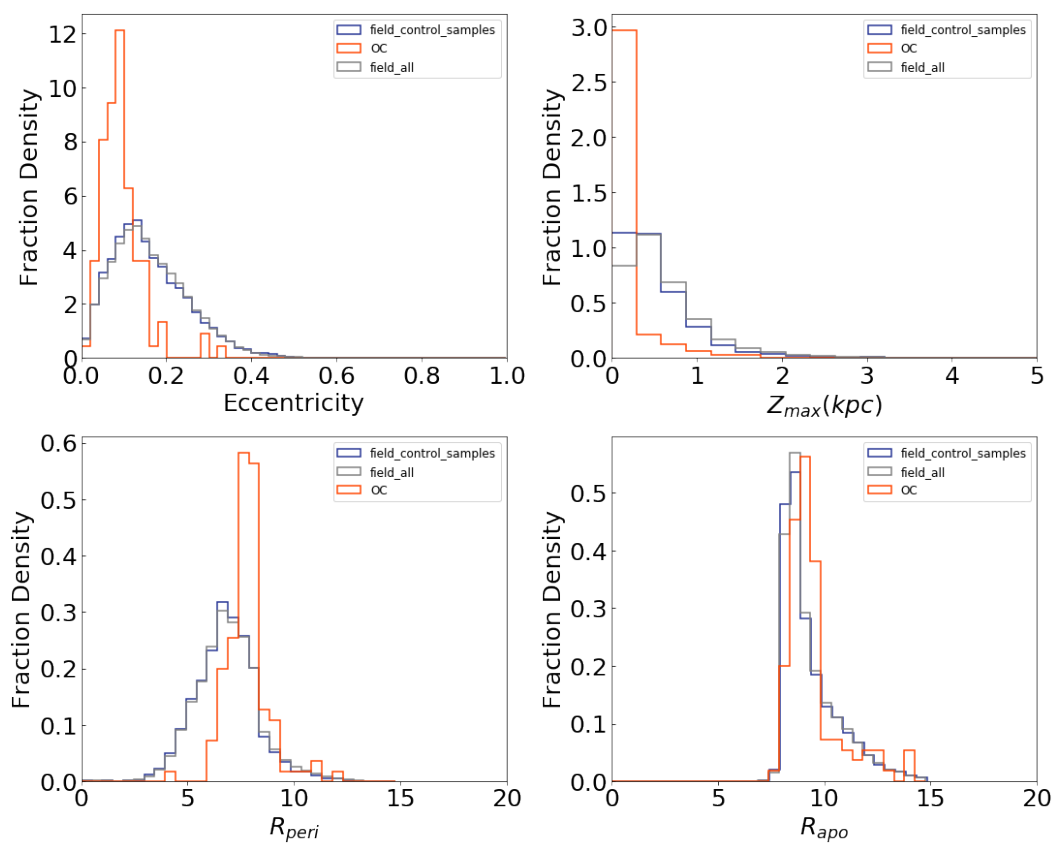 field_control_samples
OC
field_all
Fraction Density
12
10
8
6
4
2
0
0.0 0.2 0.4 0.6 0.8 1.0
Eccentricity
field_control_samples
OC
field_all
Fraction Density
3.0
2.5
2.0
1.5
1.0
0.5
0.0
0 1 2 3 4 5
Z_max(kpc)
field_control_samples
field_all
OC
Fraction Density
0.6
0.5
0.4
0.3
0.2
0.1
0.0
0 5 10 15 20
R_peri
field_control_samples
field_all
OC
Fraction Density
0.5
0.4
0.3
0.2
0.1
0.0
0 5 10 15 20
R_apo